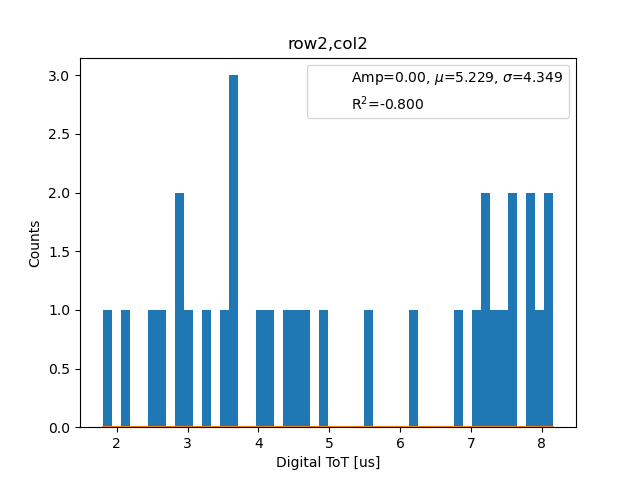 row2,col2
Amp=0.00, μ=5.229, σ=4.349
R²=-0.800
3.0
2.5
2.0
1.5
1.0
0.5
0.0
Counts
2 3 4 5 6 7 8
Digital ToT [us]